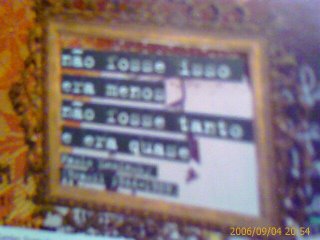 não fosse isso
era menos
não fosse tanto
e era quase
2006/09/04 20:54